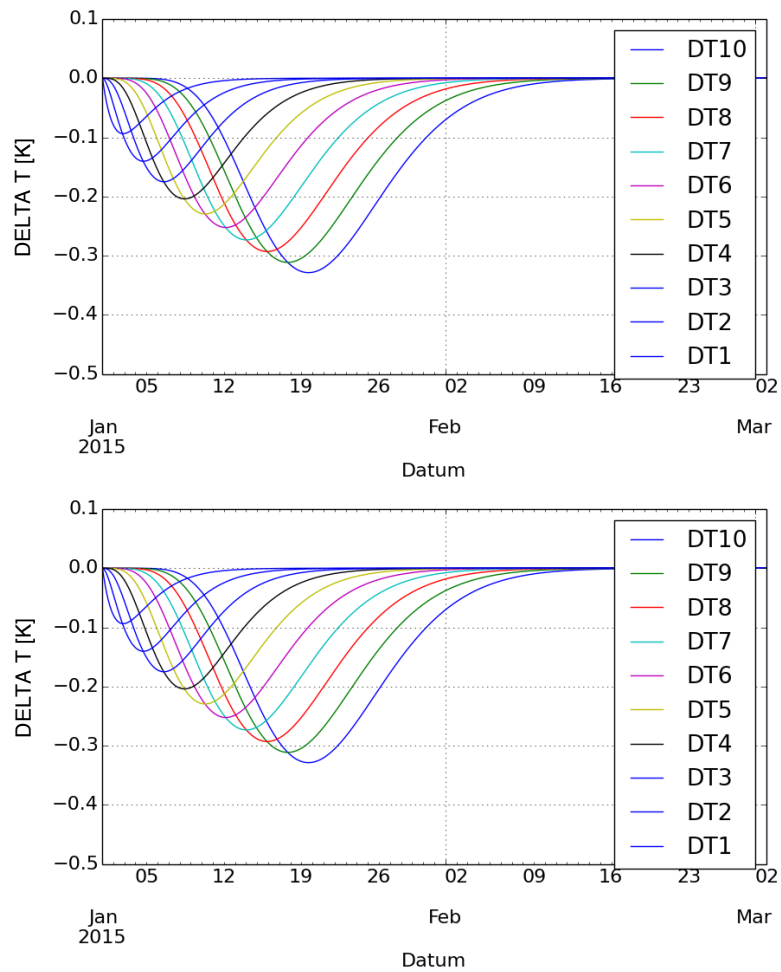 0.1
0.0
−0.1
−0.2
−0.3
−0.4
−0.5
DELTA T [K]
DT10
DT9
DT8
DT7
DT6
DT5
DT4
DT3
DT2
DT1
05 12 19 26 02 09 16 23 02
Jan Feb Mar
2015
Datum
0.1
0.0
−0.1
−0.2
−0.3
−0.4
−0.5
DELTA T [K]
DT10
DT9
DT8
DT7
DT6
DT5
DT4
DT3
DT2
DT1
05 12 19 26 02 09 16 23 02
Jan Feb Mar
2015
Datum